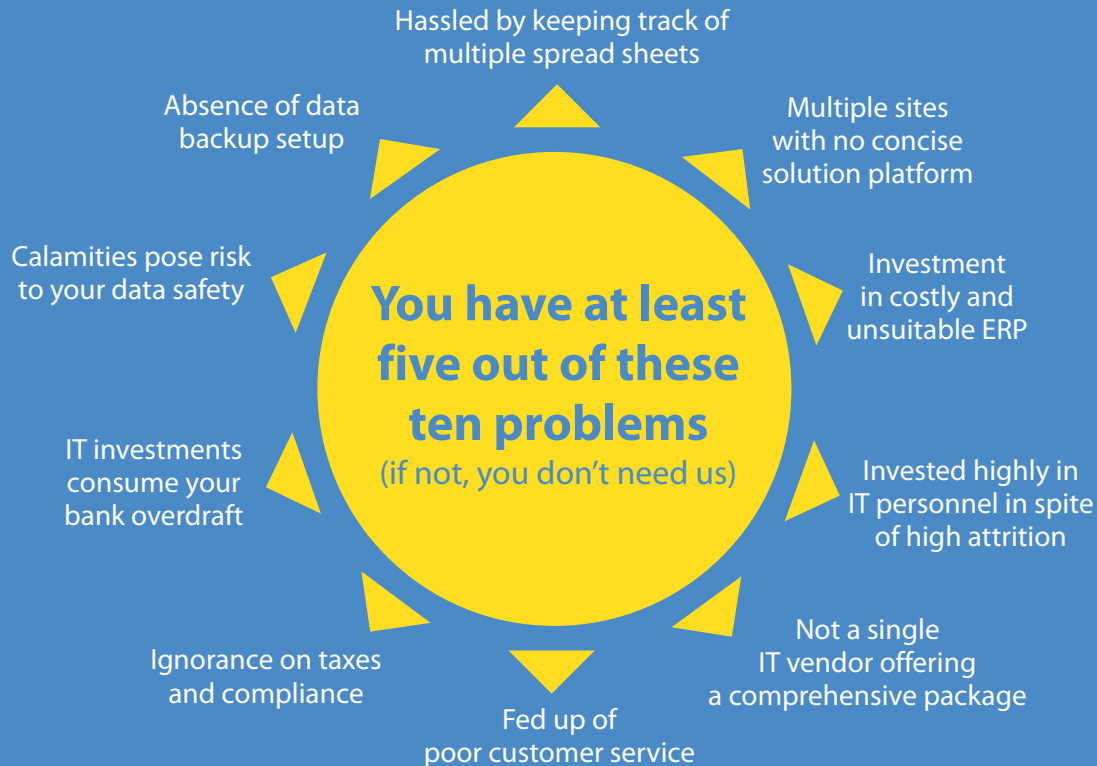 Hassled by keeping track of
multiple spread sheets
Multiple sites
with no concise
solution platform
Investment
in costly and
unsuitable ERP
Invested highly in
IT personnel in spite
of high attrition
Not a single
IT vendor offering
a comprehensive package
Fed up of
poor customer service
Ignorance on taxes
and compliance
IT investments
consume your
bank overdraft
Calamities pose risk
to your data safety
Absence of data
backup setup
You have at least
five out of these
ten problems
(if not, you don’t need us)